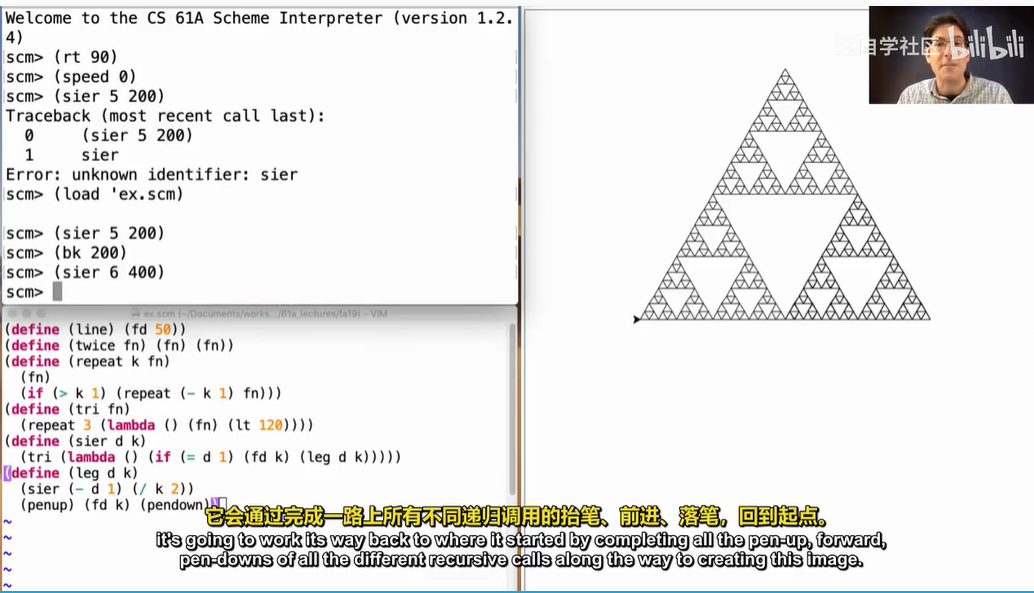 Welcome to the CS 61A Scheme Interpreter (version 1.2.
4)
scm> (rt 90)
scm> (speed 0)
scm> (sier 5 200)
Traceback (most recent call last):
0 (sier 5 200)
1 sier
Error: unknown identifier: sier
scm> (load 'ex.scm)
scm> (sier 5 200)
scm> (bk 200)
scm> (sier 6 400)
scm>
ex.scm (~/Documents/works.../61a_lectures/fa19) - VIM
(define (line) (fd 50))
(define (twice fn) (fn) (fn))
(define (repeat k fn)
(fn)
(if (> k 1) (repeat (- k 1) fn)))
(define (tri fn)
(repeat 3 (lambda () (fn) (lt 120))))
(define (sier d k)
(tri (lambda () (if (= d 1) (fd k) (leg d k)))))
(define (leg d k)
(sier (- d 1) (/ k 2))
(penup) (fd k) (pendown))
~
~
~
~
~
自学社区 bilibili
它会通过完成一路上所有不同递归调用的抬笔、前进、落笔，回到起点。
it's going to work its way back to where it started by completing all the pen-up, forward,
pen-downs of all the different recursive calls along the way to creating this image.